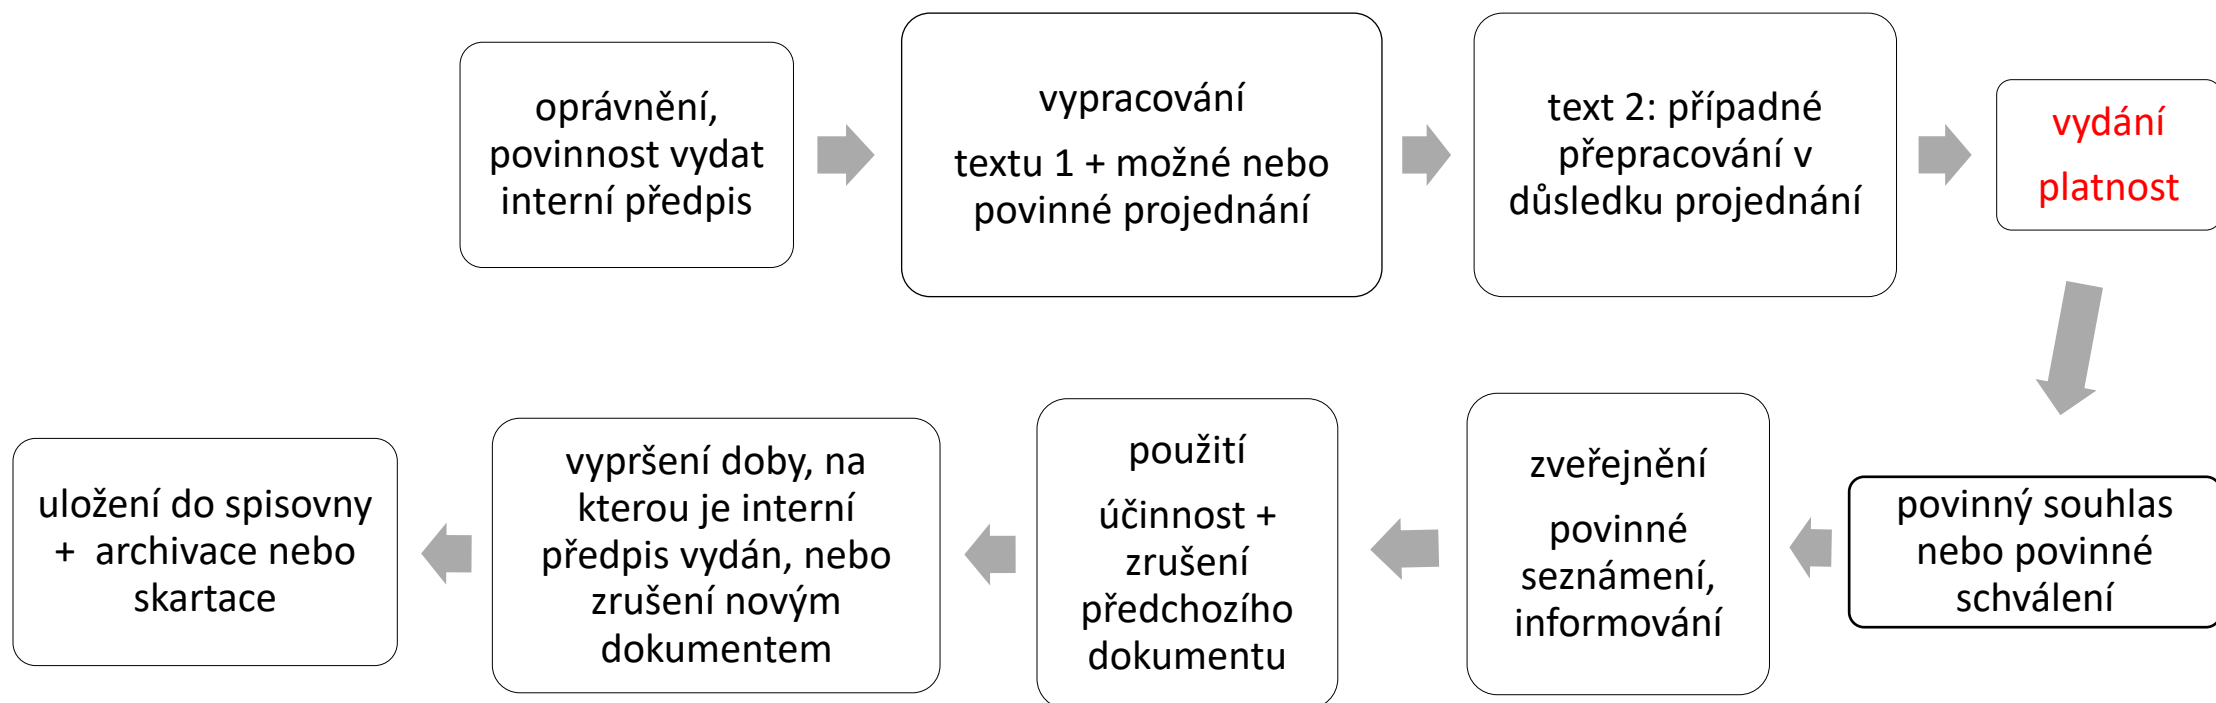 oprávnění,
povinnost vydat
interní předpis
vypracování
textu 1 + možné nebo
povinné projednání
text 2: případné
přepracování v
důsledku projednání
vydání
platnost
povinný souhlas
nebo povinné
schválení
zveřejnění
povinné
seznámení,
informování
použití
účinnost +
zrušení
předchozího
dokumentu
vypršení doby, na
kterou je interní
předpis vydán, nebo
zrušení novým
dokumentem
uložení do spisovny
+ archivace nebo
skartace